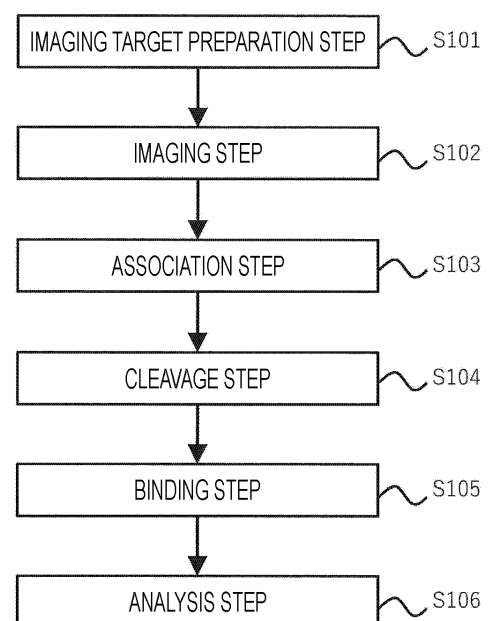 IMAGING TARGET PREPARATION STEP S101
IMAGING STEP S102
ASSOCIATION STEP S103
CLEAVAGE STEP S104
BINDING STEP S105
ANALYSIS STEP S106